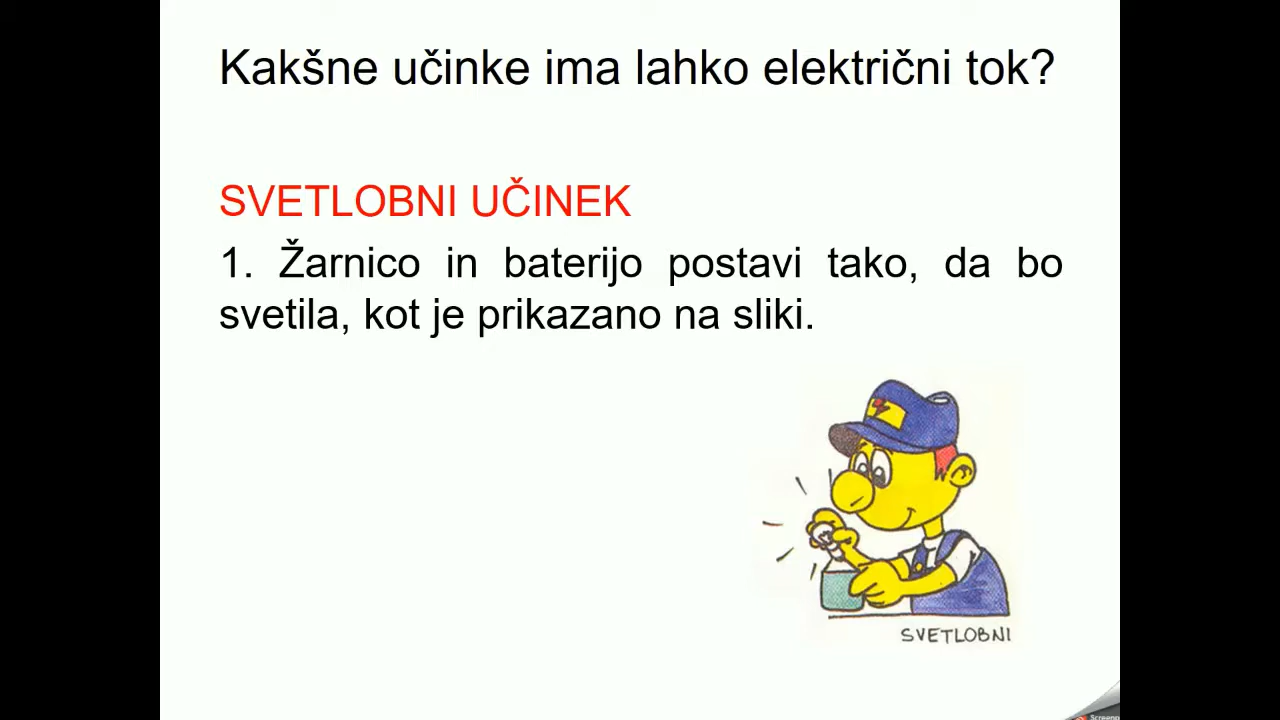 Kakšne učinke ima lahko električni tok?
SVETLOBNI UČINEK
1. Žarnico in baterijo postavi tako, da bo
svetila, kot je prikazano na sliki.
SVETLOBNI